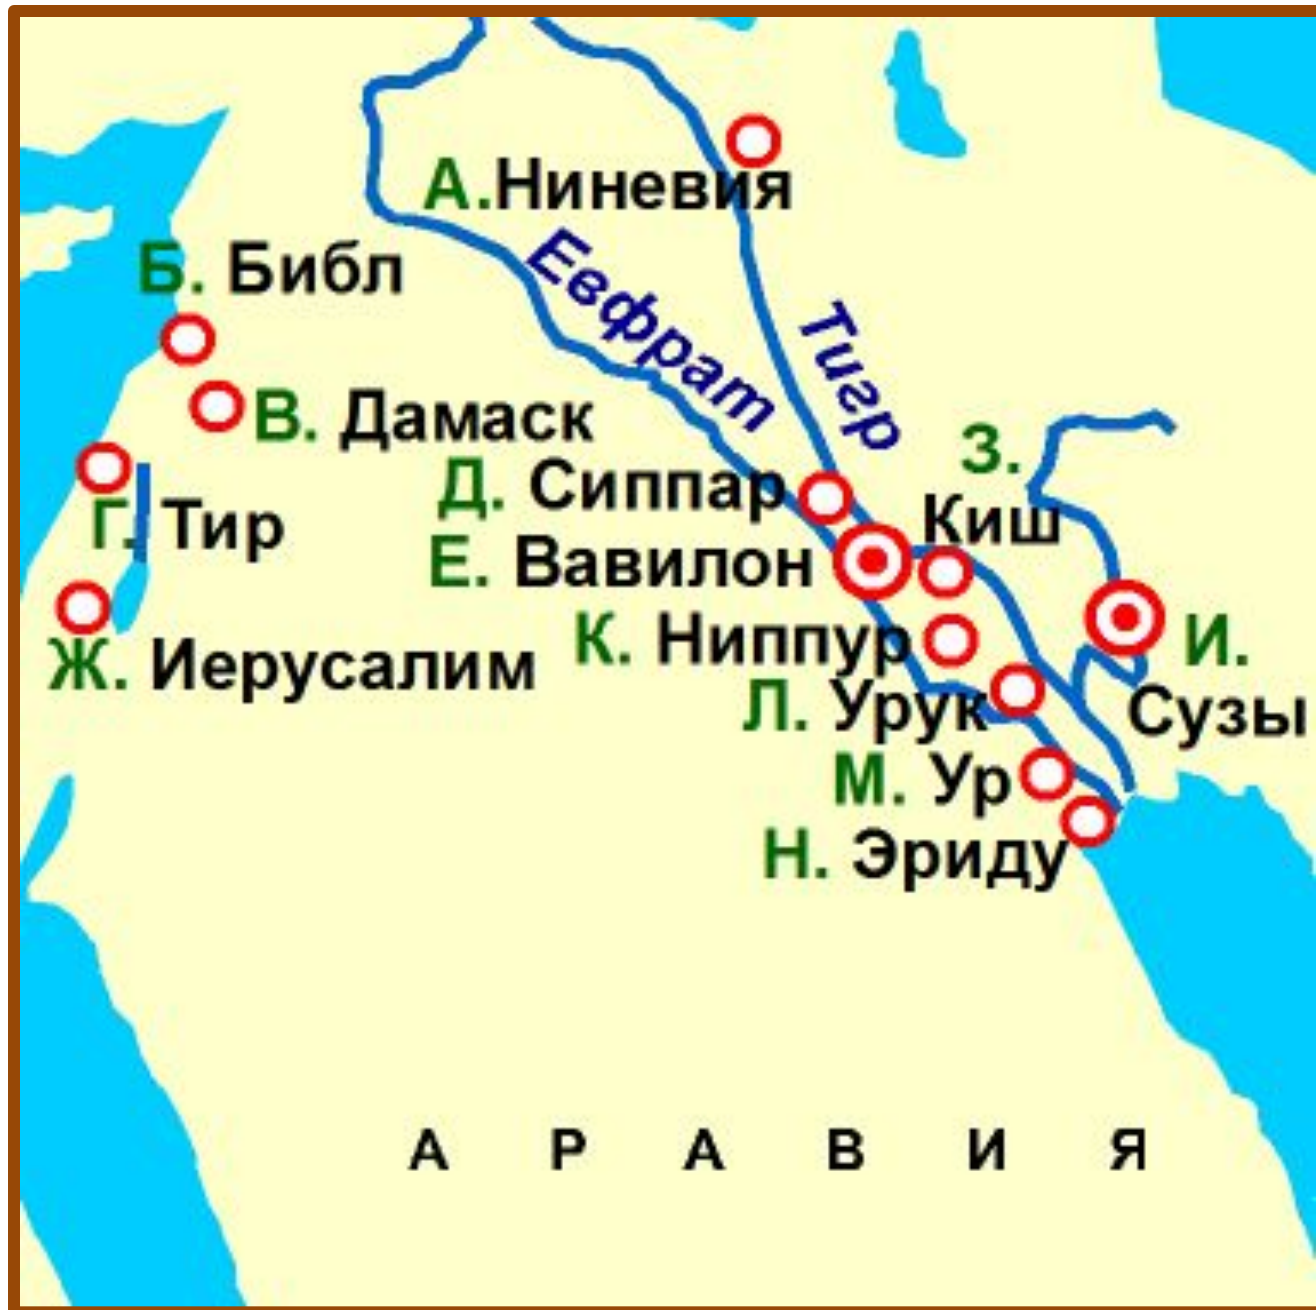 А.Ниневия
Евфрат
Тигр
Б. Библ
В. Дамаск
З.
Киш
Д. Сиппар
Г. Тир
Е. Вавилон
К. Ниппур
И.
Сузы
Ж. Иерусалим
Л. Урук
М. Ур
Н. Эриду
А Р А В И Я